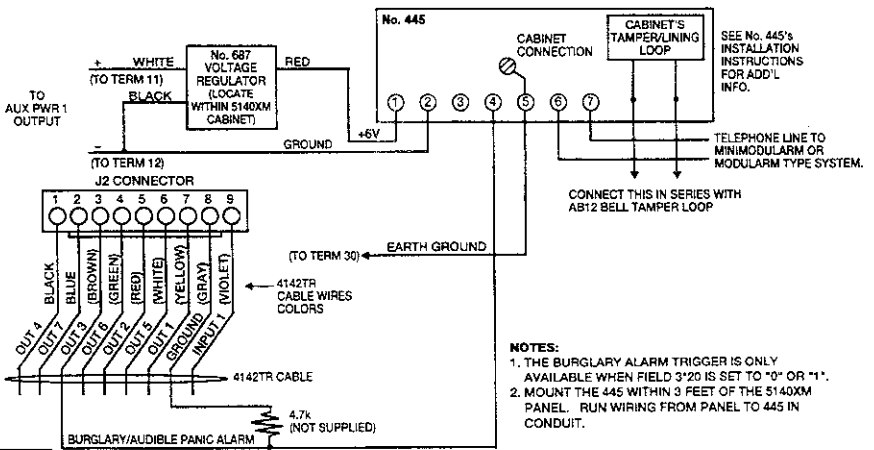 No. 445
CABINET
CONNECTION
CABINET'S
TAMPER/LINING
LOOP
SEE No. 445's
INSTALLATION
INSTRUCTIONS
FOR ADD'L
INFO.
TO
AUX PWR 1
OUTPUT
+ WHITE
(TO TERM 11)
BLACK
No. 687
VOLTAGE
REGULATOR
(LOCATE
WITHIN 5140XM
CABINET)
RED
+6V
1 2 3 4 5 6 7
– GROUND
(TO TERM 12)
TELEPHONE LINE TO
MINIMODULARM OR
MODULARM TYPE SYSTEM.
CONNECT THIS IN SERIES WITH
AB12 BELL TAMPER LOOP
J2 CONNECTOR
1 2 3 4 5 6 7 8 9
BLACK
BLUE
(BROWN)
(GREEN)
(RED)
(WHITE)
(YELLOW)
(GRAY)
(VIOLET)
(TO TERM 30) EARTH GROUND
4142TR
CABLE WIRES
COLORS
OUT 4
OUT 7
OUT 3
OUT 6
OUT 2
OUT 5
OUT 1
GROUND
INPUT 1
4142TR CABLE
4.7k
(NOT SUPPLIED)
BURGLARY/AUDIBLE PANIC ALARM
NOTES:
1. THE BURGLARY ALARM TRIGGER IS ONLY
AVAILABLE WHEN FIELD 3*20 IS SET TO "0" OR "1".
2. MOUNT THE 445 WITHIN 3 FEET OF THE 5140XM
PANEL. RUN WIRING FROM PANEL TO 445 IN
CONDUIT.